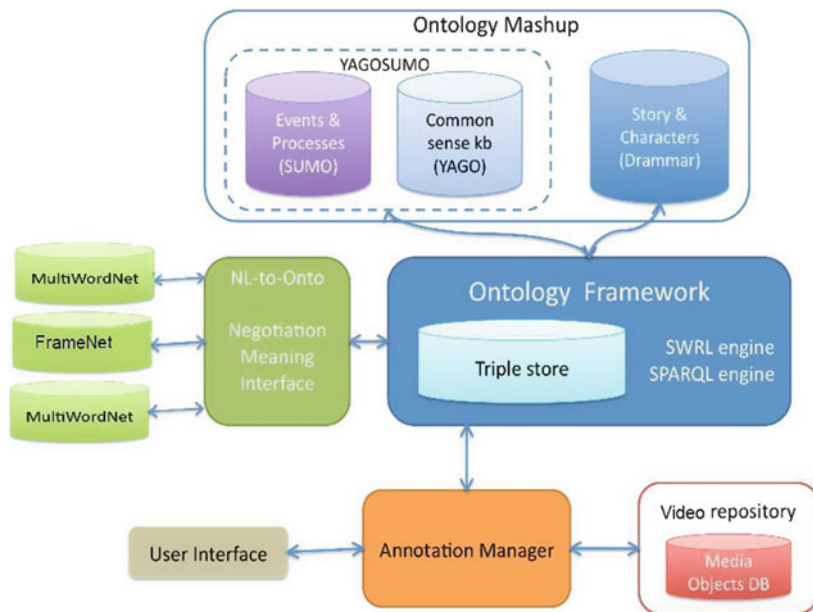 Ontology Mashup
YAGOSUMO
Events &
Processes
(SUMO)
Common
sense kb
(YAGO)
Story &
Characters
(Drammar)
MultiWordNet
FrameNet
MultiWordNet
NL-to-Onto
Negotiation
Meaning
Interface
Ontology Framework
Triple store
SWRL engine
SPARQL engine
User Interface
Annotation Manager
Video repository
Media
Objects DB